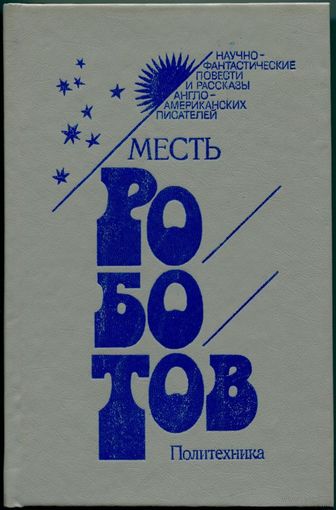 НАУЧНО-
ФАНТАСТИЧЕСКИЕ
ПОВЕСТИ
И РАССКАЗЫ
АНГЛО-
АМЕРИКАНСКИХ
ПИСАТЕЛЕЙ
МЕСТЬ
РО/
БО/
ТОВ
Политехника